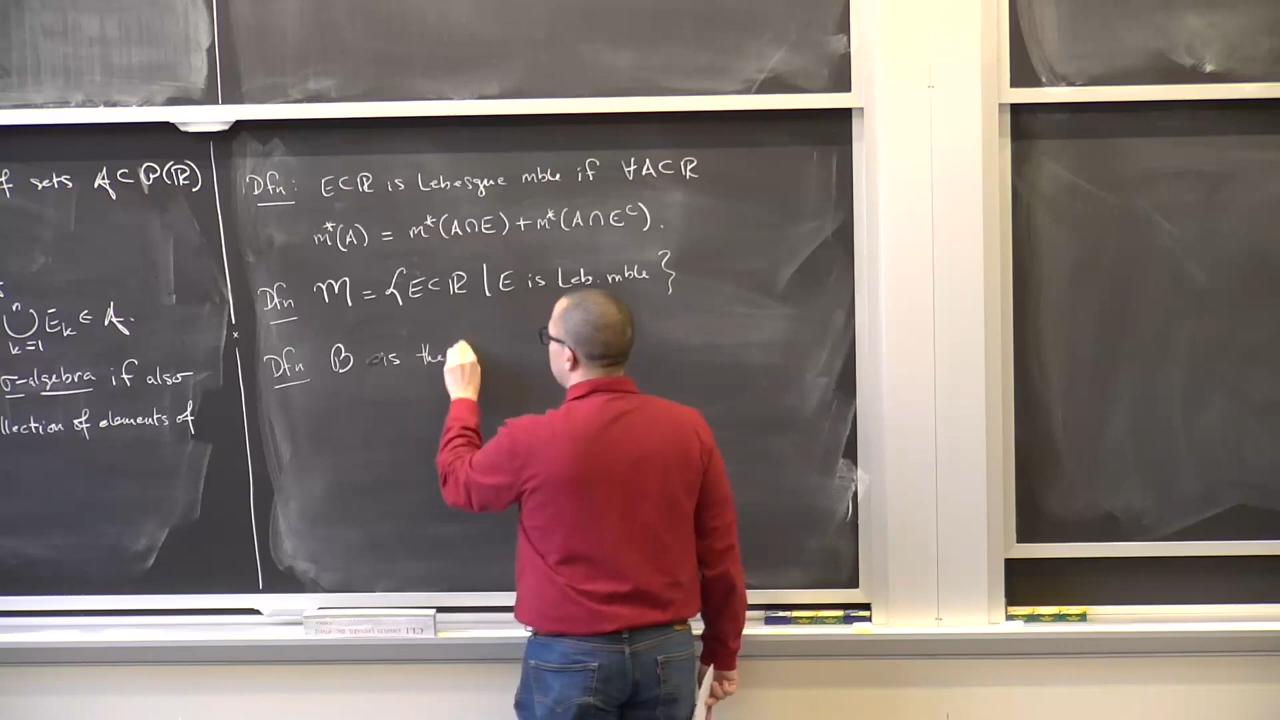 f sets A ⊂ P(ℝ)
n
∪ E_k ∈ A.
k=1
σ-algebra if also
llection of elements of
Dfn: E⊂ℝ is Lebesgue mble if ∀A⊂ℝ
m*(A) = m*(A∩E) + m*(A∩E^c).
Dfn M = {E⊂ℝ | E is Leb. mble}
Dfn B is the